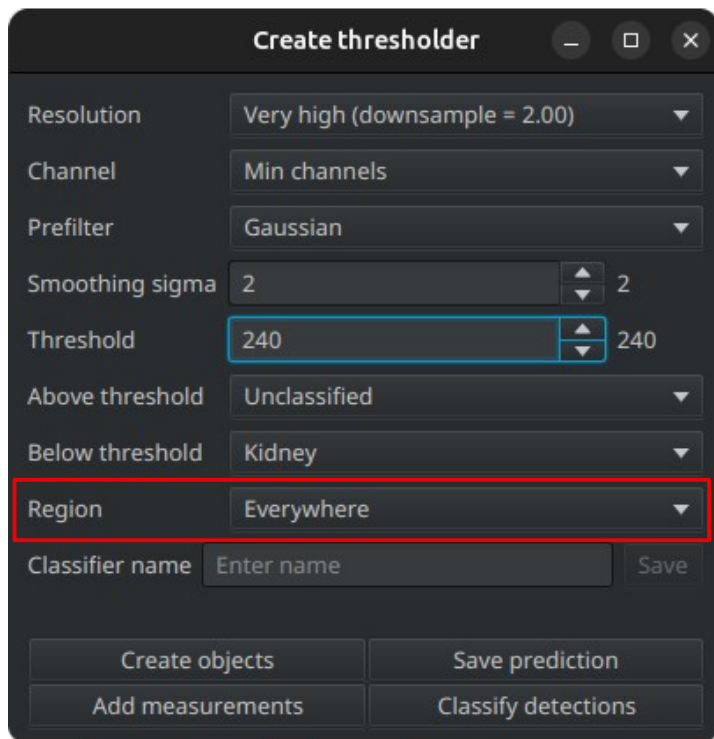 Create thresholder
Resolution Very high (downsample = 2.00)
Channel Min channels
Prefilter Gaussian
Smoothing sigma 2 2
Threshold 240 240
Above threshold Unclassified
Below threshold Kidney
Region Everywhere
Classifier name Enter name Save
Create objects Save prediction
Add measurements Classify detections